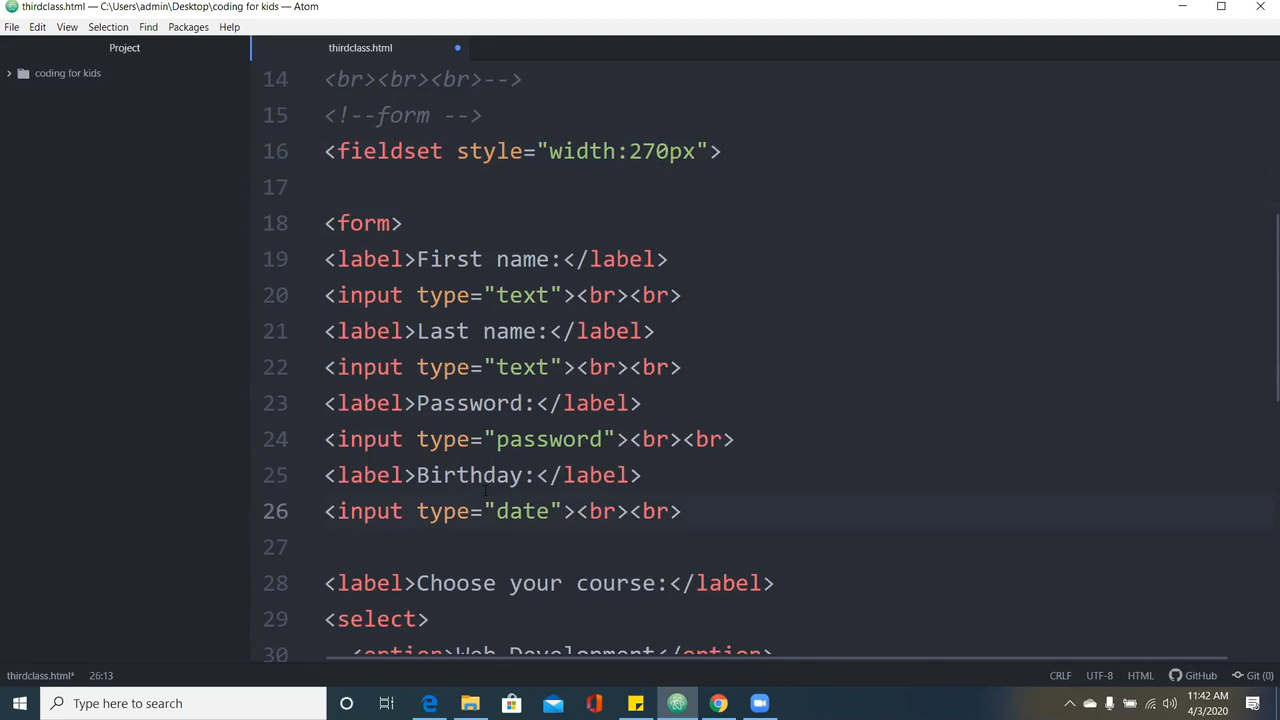 thirdclass.html — C:\Users\admin\Desktop\coding for kids — Atom
File Edit View Selection Find Packages Help
Project
thirdclass.html
coding for kids
14 <br><br><br>-->
15 <!--form -->
16 <fieldset style="width:270px">
17
18 <form>
19 <label>First name:</label>
20 <input type="text"><br><br>
21 <label>Last name:</label>
22 <input type="text"><br><br>
23 <label>Password:</label>
24 <input type="password"><br><br>
25 <label>Birthday:</label>
26 <input type="date"><br><br>
27
28 <label>Choose your course:</label>
29 <select>
30 <option>Web Development</option>
thirdclass.html* 26:13 CRLF UTF-8 HTML GitHub Git (0)
Type here to search
11:42 AM
4/3/2020